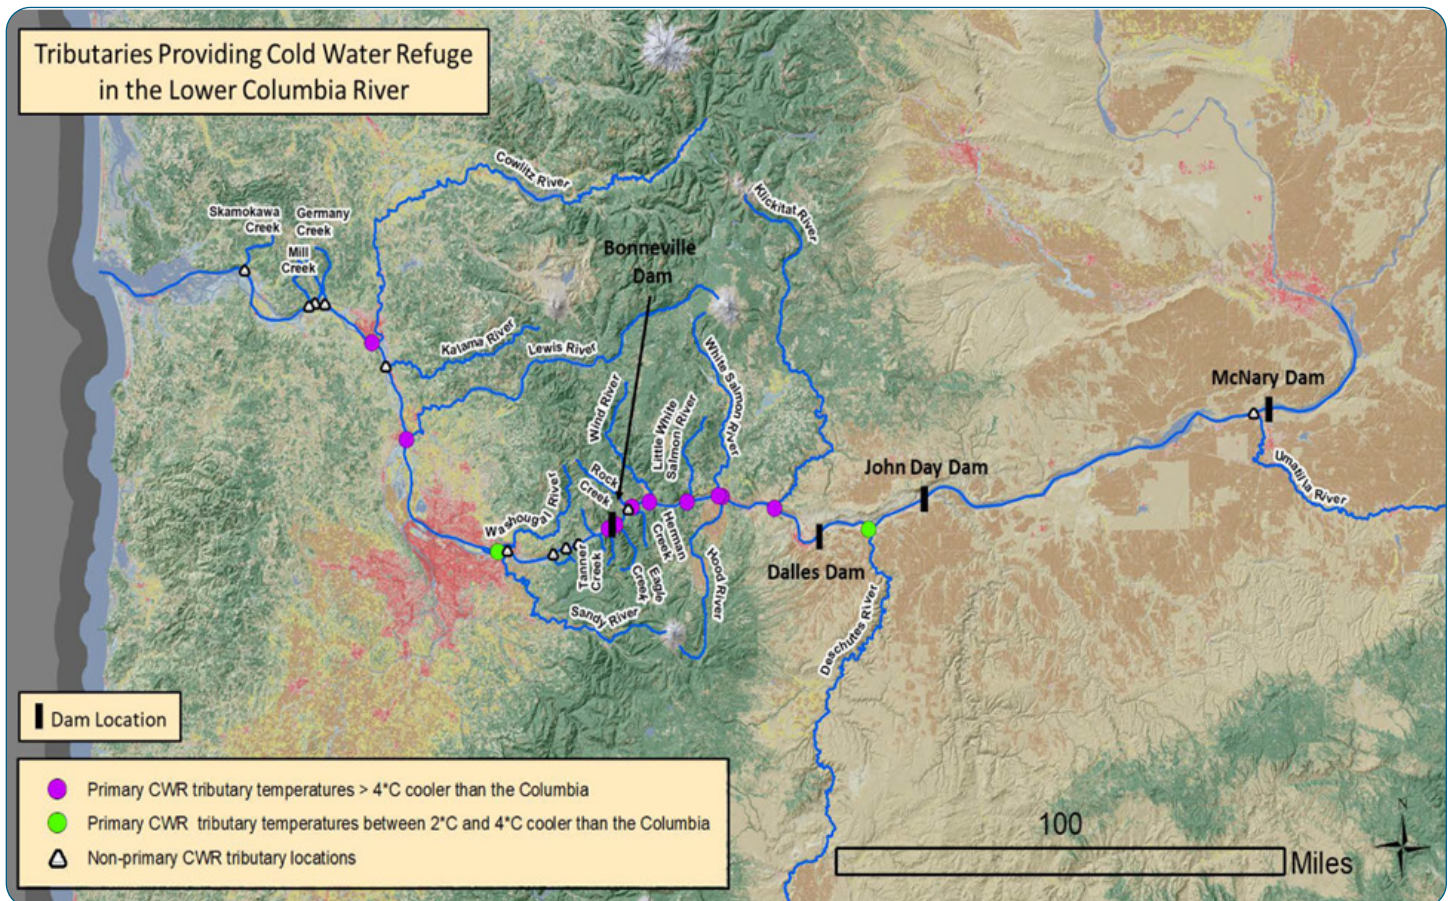 Tributaries Providing Cold Water Refuge
in the Lower Columbia River
Cowlitz River
Klickitat River
Skamokawa
Creek
Germany
Creek
Mill
Creek
Bonneville
Dam
Kalama River
Lewis River
White Salmon River
Wind River
Little White
Salmon River
McNary Dam
John Day Dam
Umatilla River
Rock
Creek
Washougal River
Herman
Creek
Tanner
Creek
Eagle
Creek
Hood River
Dalles Dam
Sandy River
Deschutes River
Dam Location
Primary CWR tributary temperatures > 4°C cooler than the Columbia
Primary CWR tributary temperatures between 2°C and 4°C cooler than the Columbia
Non-primary CWR tributary locations
100
Miles
N